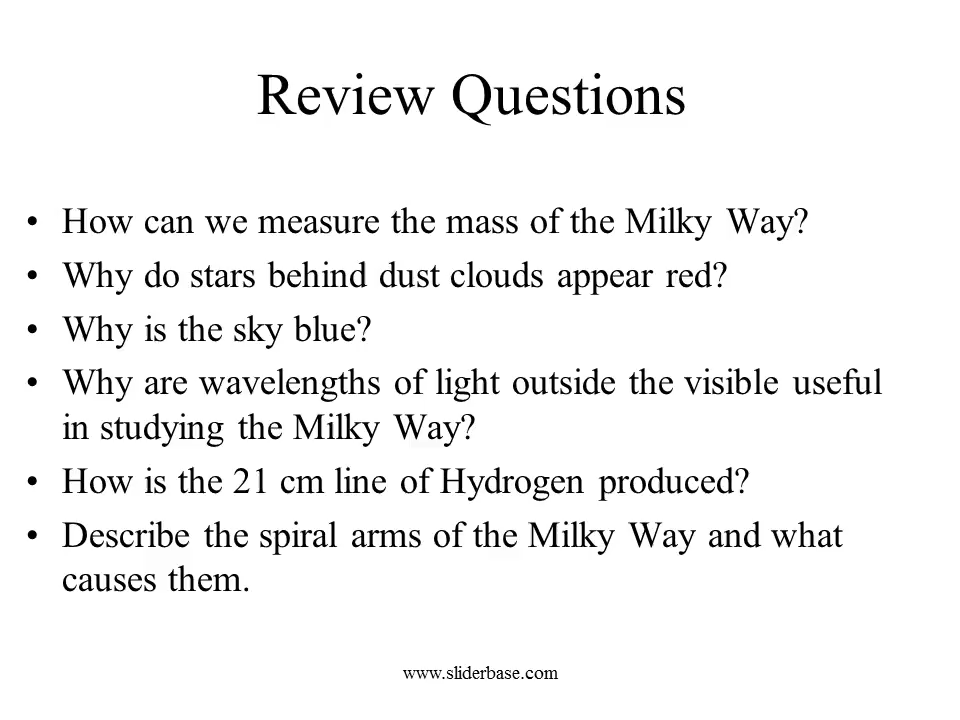 Review Questions
• How can we measure the mass of the Milky Way?
• Why do stars behind dust clouds appear red?
• Why is the sky blue?
• Why are wavelengths of light outside the visible useful
in studying the Milky Way?
• How is the 21 cm line of Hydrogen produced?
• Describe the spiral arms of the Milky Way and what
causes them.
www.sliderbase.com